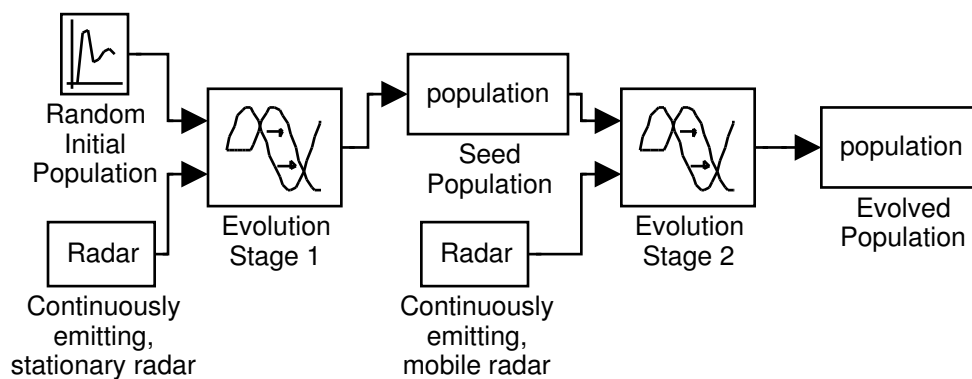 Random
Initial
Population
Radar
Continuously
emitting,
stationary radar
Evolution
Stage 1
population
Seed
Population
Radar
Continuously
emitting,
mobile radar
Evolution
Stage 2
population
Evolved
Population